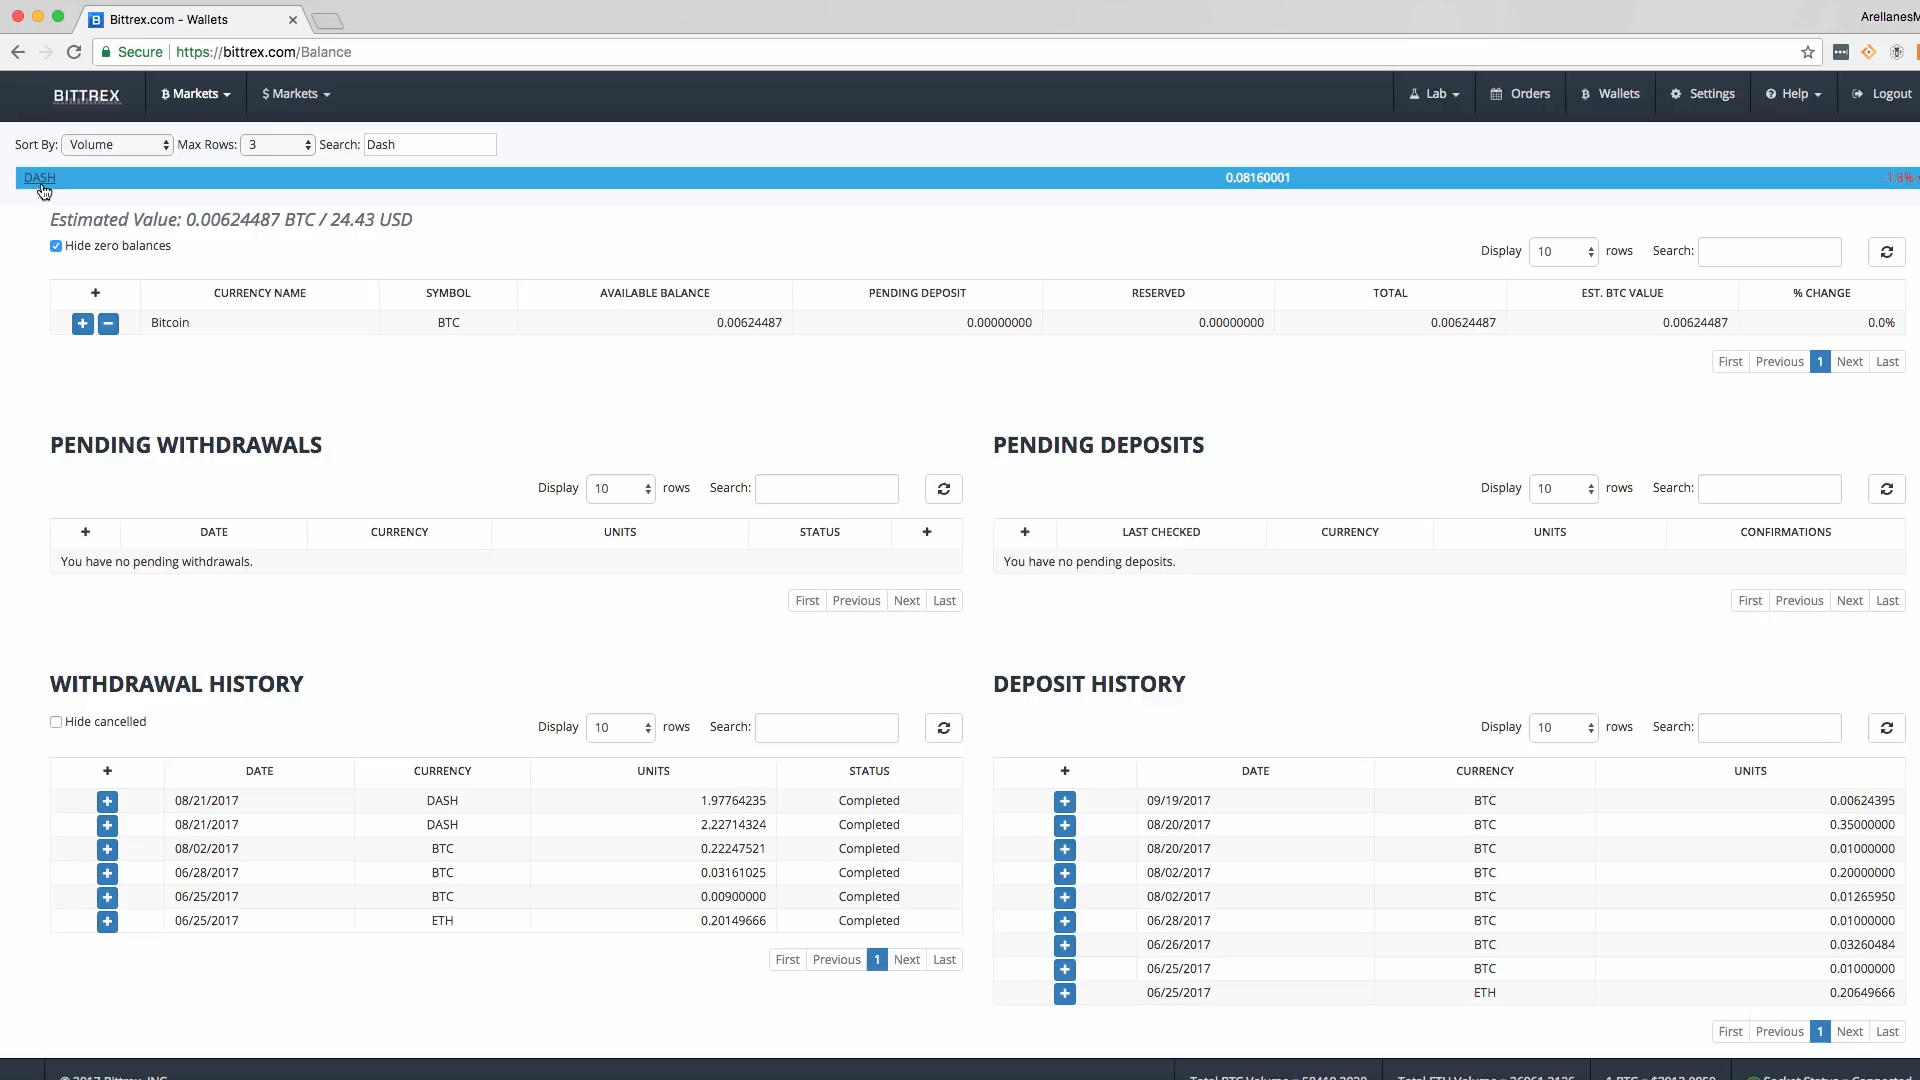 Bittrex.com - Wallets
ArellanesM
Secure https://bittrex.com/Balance
BITTREX Markets $ Markets Lab Orders Wallets Settings Help Logout
Sort By: Volume Max Rows: 3 Search: Dash
DASH 0.08160001 -1.8%
Estimated Value: 0.00624487 BTC / 24.43 USD
Hide zero balances
Display 10 rows Search:
+ CURRENCY NAME SYMBOL AVAILABLE BALANCE PENDING DEPOSIT RESERVED TOTAL EST. BTC VALUE % CHANGE
+ - Bitcoin BTC 0.00624487 0.00000000 0.00000000 0.00624487 0.00624487 0.0%
First Previous 1 Next Last
PENDING WITHDRAWALS
Display 10 rows Search:
+ DATE CURRENCY UNITS STATUS +
You have no pending withdrawals.
First Previous Next Last
PENDING DEPOSITS
Display 10 rows Search:
+ LAST CHECKED CURRENCY UNITS CONFIRMATIONS
You have no pending deposits.
First Previous Next Last
WITHDRAWAL HISTORY
Hide cancelled
Display 10 rows Search:
+ DATE CURRENCY UNITS STATUS
+ 08/21/2017 DASH 1.97764235 Completed
+ 08/21/2017 DASH 2.22714324 Completed
+ 08/02/2017 BTC 0.22247521 Completed
+ 06/28/2017 BTC 0.03161025 Completed
+ 06/25/2017 BTC 0.00900000 Completed
+ 06/25/2017 ETH 0.20149666 Completed
First Previous 1 Next Last
DEPOSIT HISTORY
Display 10 rows Search:
+ DATE CURRENCY UNITS
+ 09/19/2017 BTC 0.00624395
+ 08/20/2017 BTC 0.35000000
+ 08/20/2017 BTC 0.01000000
+ 08/02/2017 BTC 0.20000000
+ 08/02/2017 BTC 0.01265950
+ 06/28/2017 BTC 0.01000000
+ 06/26/2017 BTC 0.03260484
+ 06/25/2017 BTC 0.01000000
+ 06/25/2017 ETH 0.20649666
First Previous 1 Next Last